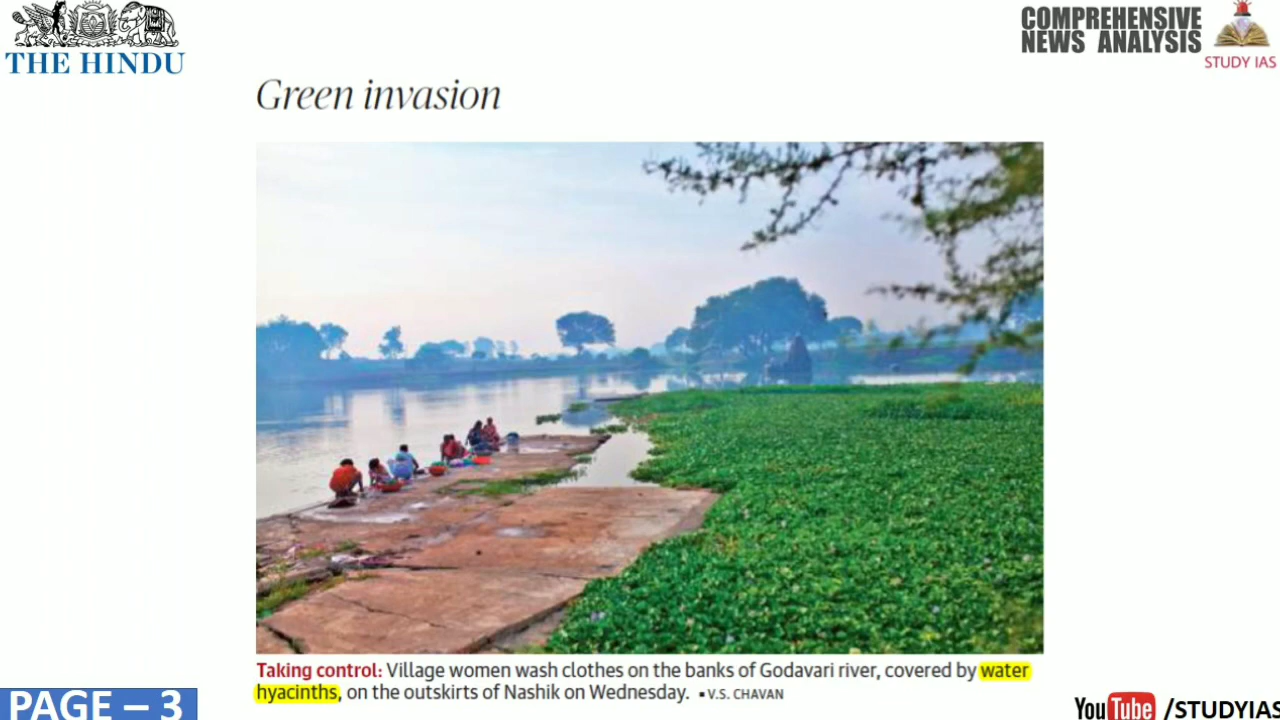 THE HINDU
COMPREHENSIVE
NEWS ANALYSIS
STUDY IAS
Green invasion
Taking control: Village women wash clothes on the banks of Godavari river, covered by water
hyacinths, on the outskirts of Nashik on Wednesday. ▪ V.S. CHAVAN
PAGE – 3
YouTube /STUDYIAS